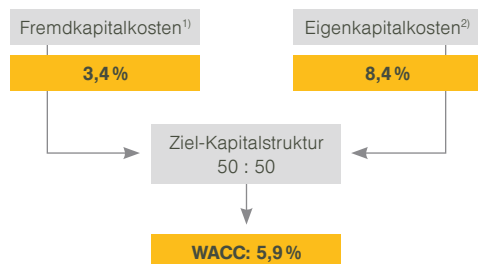 Fremdkapitalkosten¹⁾
Eigenkapitalkosten²⁾
3,4 %
8,4 %
Ziel-Kapitalstruktur
50 : 50
WACC: 5,9 %